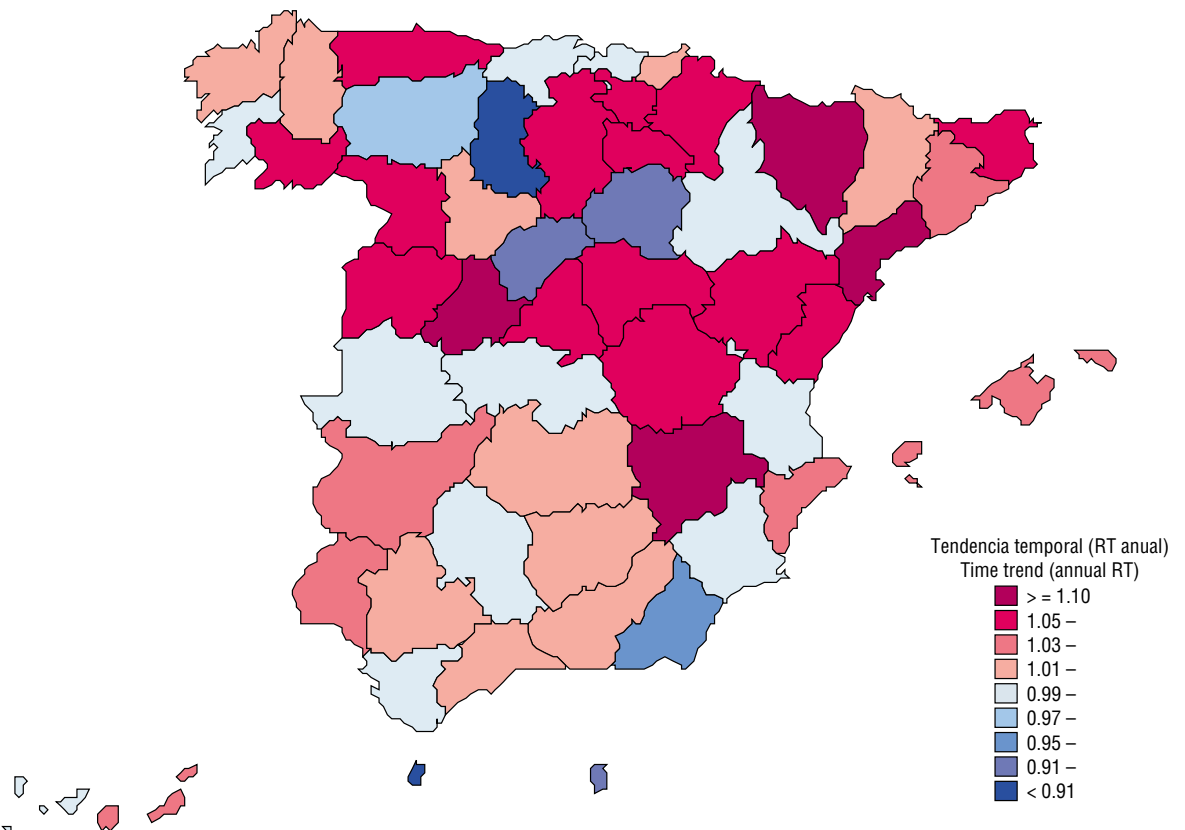 Tendencia temporal (RT anual)
Time trend (annual RT)
> = 1.10
1.05 –
1.03 –
1.01 –
0.99 –
0.97 –
0.95 –
0.91 –
< 0.91